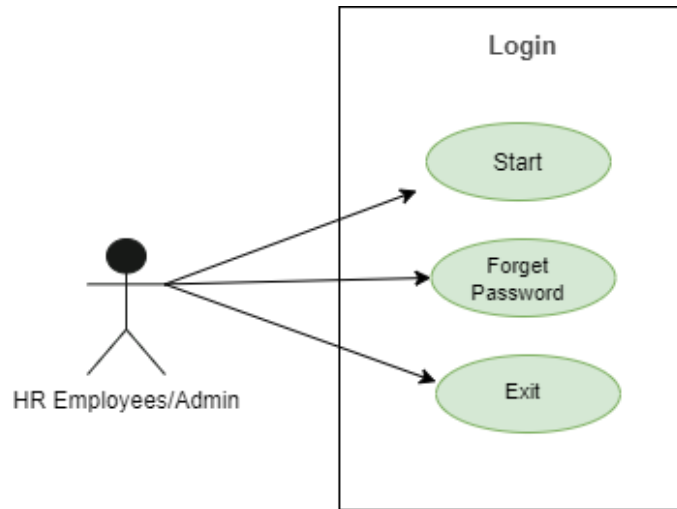 Login
Start
Forget
Password
Exit
HR Employees/Admin